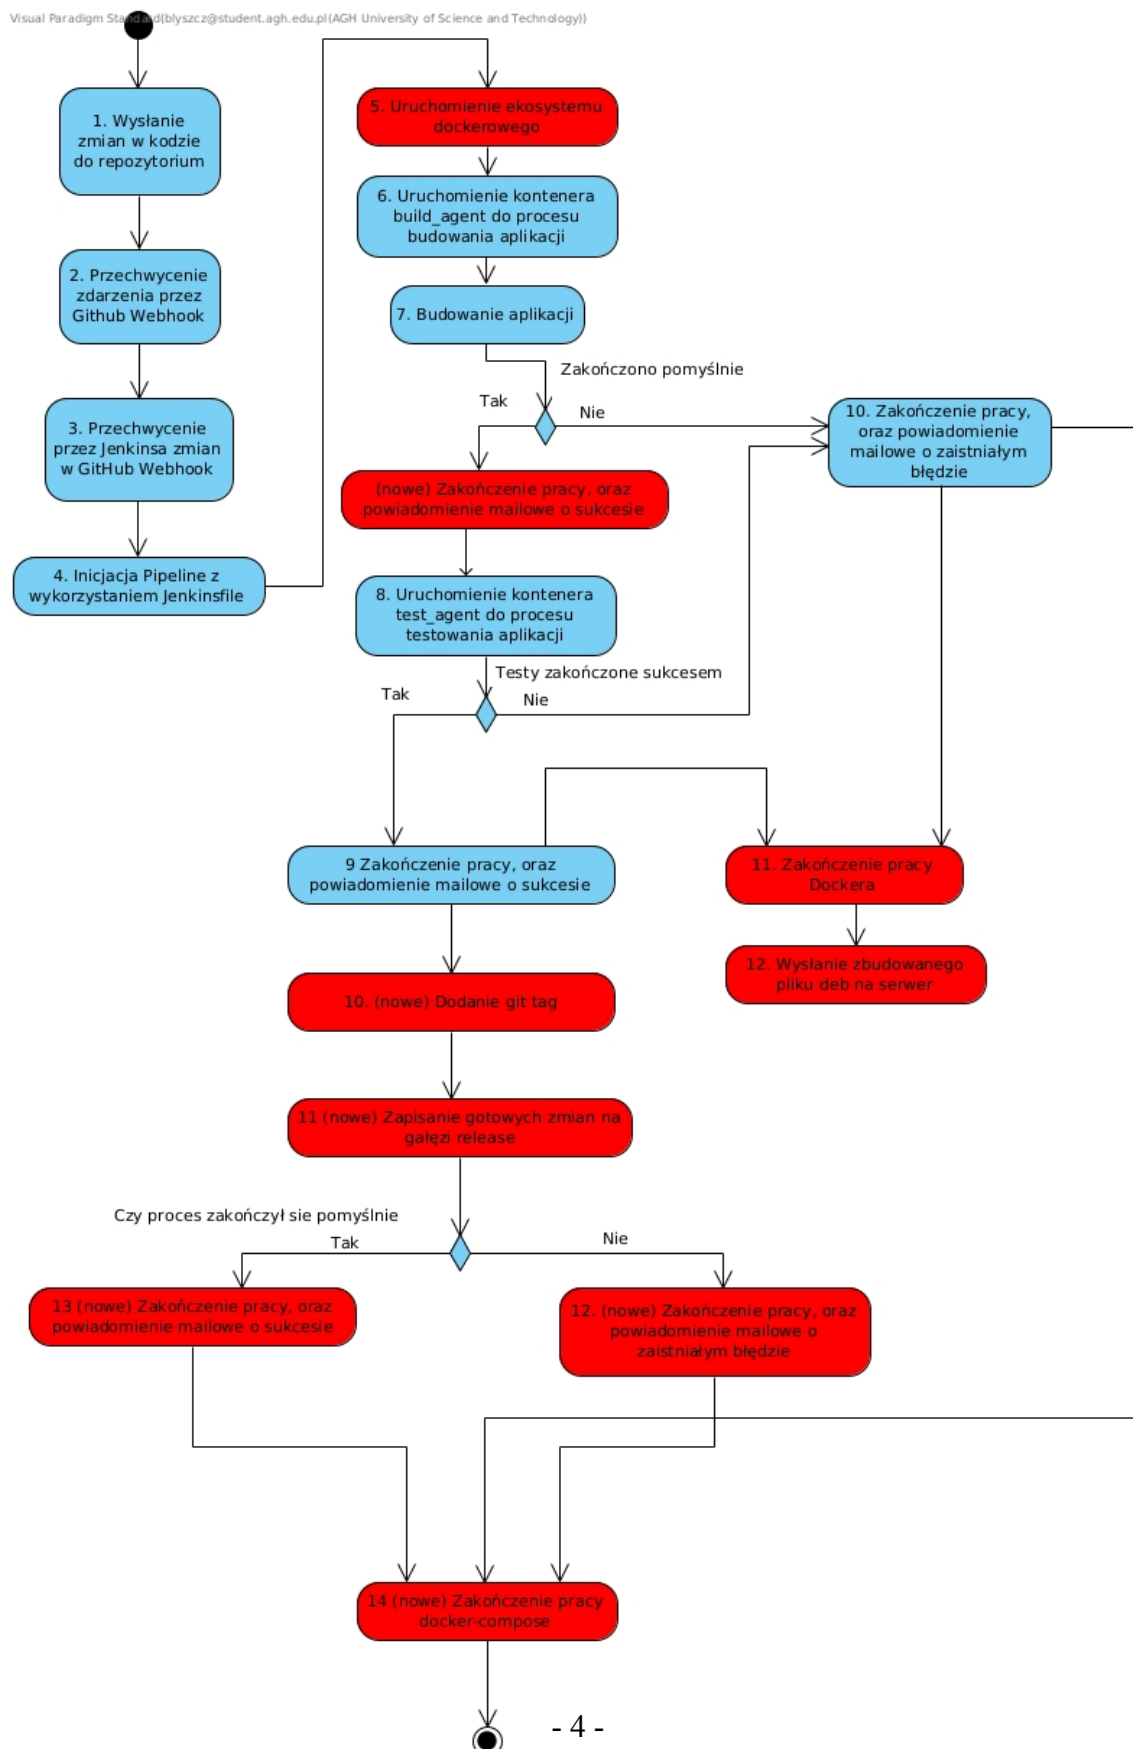 Visual Paradigm Standard(blyszcz@student.agh.edu.pl(AGH University of Science and Technology))
1. Wysłanie
zmian w kodzie
do repozytorium
2. Przechwycenie
zdarzenia przez
Github Webhook
3. Przechwycenie
przez Jenkinsa zmian
w GitHub Webhook
4. Inicjacja Pipeline z
wykorzystaniem Jenkinsfile
5. Uruchomienie ekosystemu
dockerowego
6. Uruchomienie kontenera
build_agent do procesu
budowania aplikacji
7. Budowanie aplikacji
Zakończono pomyślnie
Tak
Nie
10. Zakończenie pracy,
oraz powiadomienie
mailowe o zaistniałym
błędzie
(nowe) Zakończenie pracy, oraz
powiadomienie mailowe o sukcesie
8. Uruchomienie kontenera
test_agent do procesu
testowania aplikacji
Testy zakończone sukcesem
Tak
Nie
9 Zakończenie pracy, oraz
powiadomienie mailowe o sukcesie
11. Zakończenie pracy
Dockera
12. Wysłanie zbudowanego
pliku deb na serwer
10. (nowe) Dodanie git tag
11 (nowe) Zapisanie gotowych zmian na
gałęzi release
Czy proces zakończył sie pomyślnie
Tak
Nie
13 (nowe) Zakończenie pracy, oraz
powiadomienie mailowe o sukcesie
12. (nowe) Zakończenie pracy, oraz
powiadomienie mailowe o
zaistniałym błędzie
14 (nowe) Zakończenie pracy
docker-compose
- 4 -